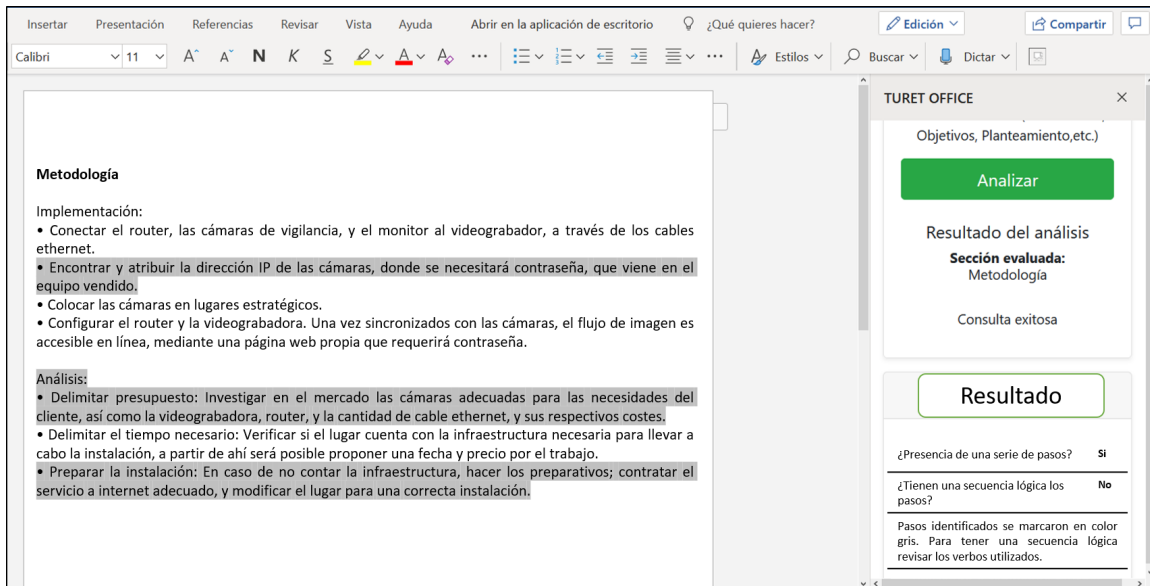 Insertar Presentación Referencias Revisar Vista Ayuda Abrir en la aplicación de escritorio ¿Qué quieres hacer? Edición Compartir
Calibri 11 A A N K S A A ... ... Estilos Buscar Dictar
TURET OFFICE
Objetivos, Planteamiento,etc.)
Analizar
Resultado del análisis
Sección evaluada:
Metodología
Consulta exitosa
Resultado
¿Presencia de una serie de pasos? Si
¿Tienen una secuencia lógica los No
pasos?
Pasos identificados se marcaron en color
gris. Para tener una secuencia lógica
revisar los verbos utilizados.
Metodología
Implementación:
• Conectar el router, las cámaras de vigilancia, y el monitor al videograbador, a través de los cables
ethernet.
• Encontrar y atribuir la dirección IP de las cámaras, donde se necesitará contraseña, que viene en el
equipo vendido.
• Colocar las cámaras en lugares estratégicos.
• Configurar el router y la videograbadora. Una vez sincronizados con las cámaras, el flujo de imagen es
accesible en línea, mediante una página web propia que requerirá contraseña.
Análisis:
• Delimitar presupuesto: Investigar en el mercado las cámaras adecuadas para las necesidades del
cliente, así como la videograbadora, router, y la cantidad de cable ethernet, y sus respectivos costes.
• Delimitar el tiempo necesario: Verificar si el lugar cuenta con la infraestructura necesaria para llevar a
cabo la instalación, a partir de ahí será posible proponer una fecha y precio por el trabajo.
• Preparar la instalación: En caso de no contar la infraestructura, hacer los preparativos; contratar el
servicio a internet adecuado, y modificar el lugar para una correcta instalación.